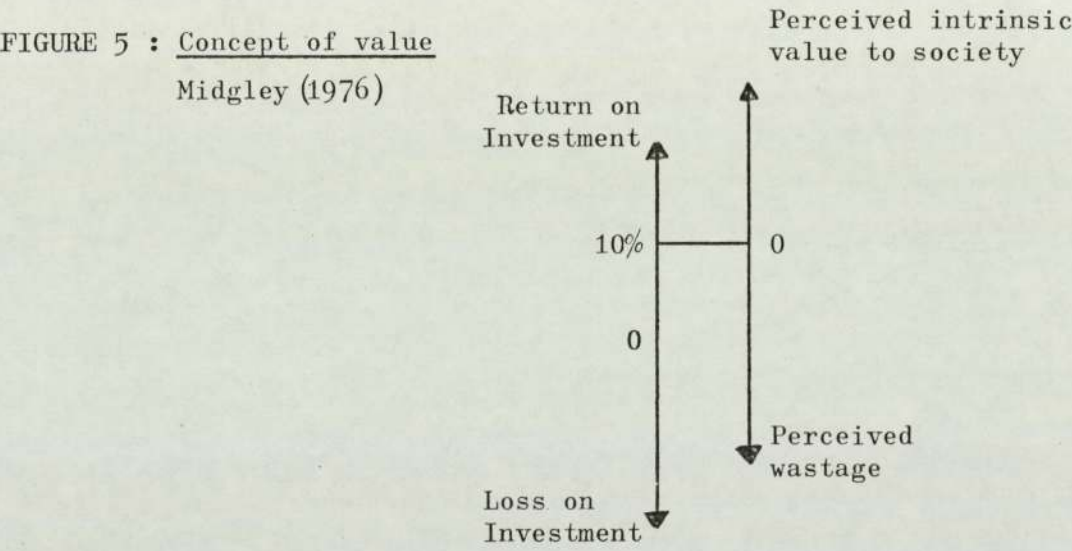 FIGURE 5 : Concept of value
Midgley (1976)
Perceived intrinsic
value to society
Return on
Investment
10%
0
0
Perceived
wastage
Loss on
Investment